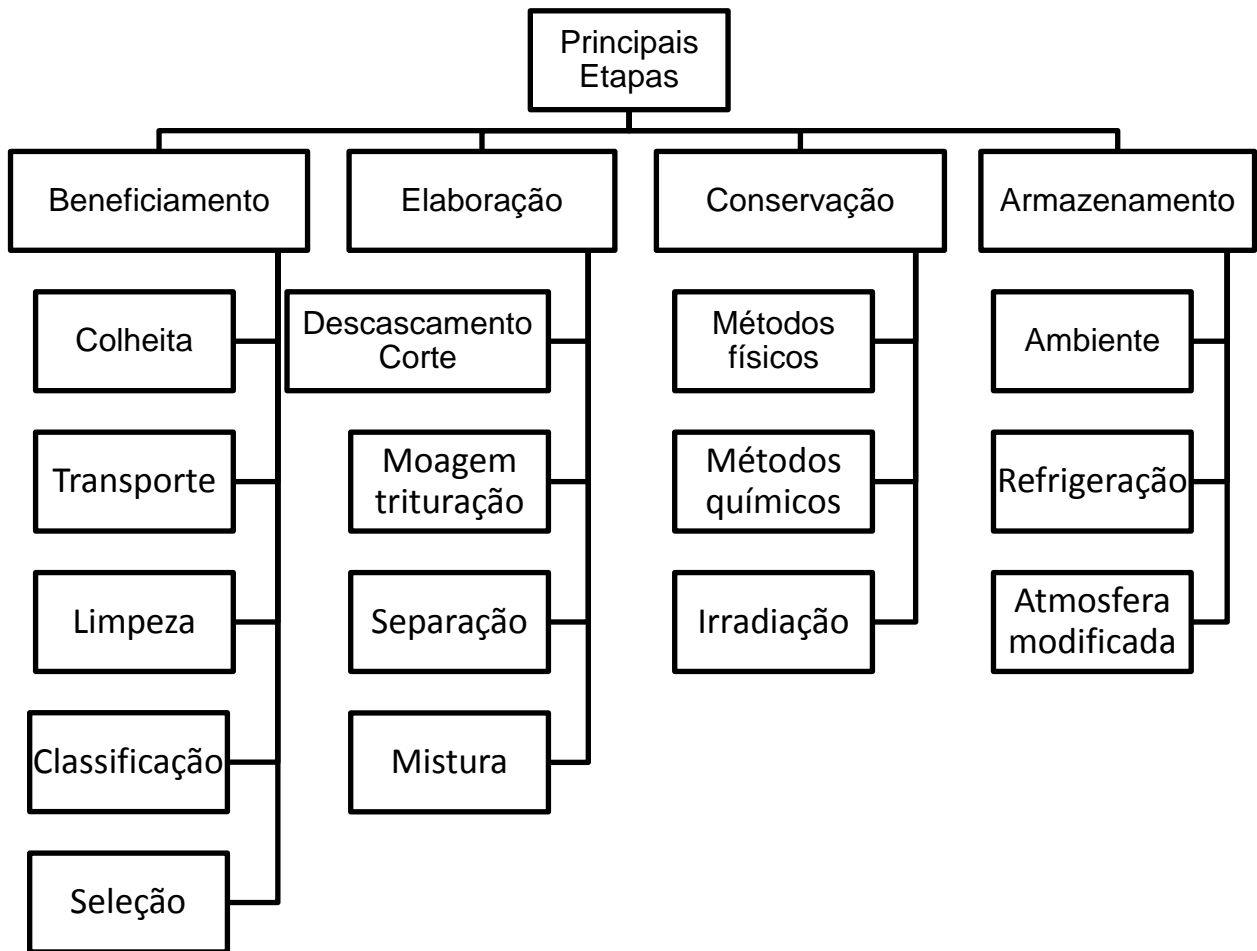 Principais
Etapas
Beneficiamento
Elaboração
Conservação
Armazenamento
Colheita
Descascamento
Corte
Métodos
físicos
Ambiente
Transporte
Moagem
trituração
Métodos
químicos
Refrigeração
Limpeza
Separação
Irradiação
Atmosfera
modificada
Classificação
Mistura
Seleção